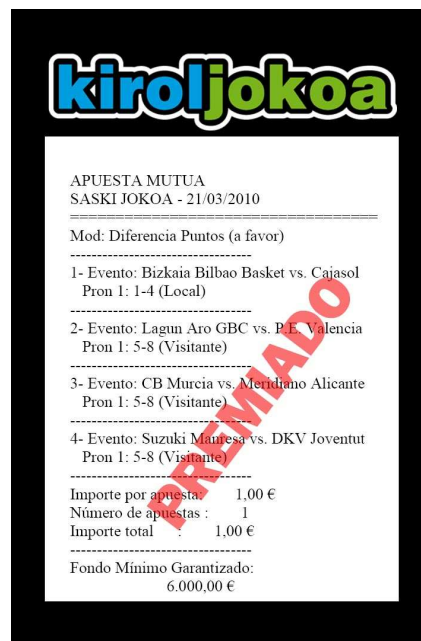 kiroljokoa
APUESTA MUTUA
SASKI JOKOA - 21/03/2010
====================================
Mod: Diferencia Puntos (a favor)
--------------------------------
1- Evento: Bizkaia Bilbao Basket vs. Cajasol
Pron 1: 1-4 (Local)
--------------------------------
2- Evento: Lagun Aro GBC vs. P.E. Valencia
Pron 1: 5-8 (Visitante)
--------------------------------
3- Evento: CB Murcia vs. Meridiano Alicante
Pron 1: 5-8 (Visitante)
--------------------------------
4- Evento: Suzuki Manresa vs. DKV Joventut
Pron 1: 5-8 (Visitante)
--------------------------------
Importe por apuesta: 1,00 €
Número de apuestas : 1
Importe total : 1,00 €
--------------------------------
Fondo Mínimo Garantizado:
6.000,00 €
PREMIADO